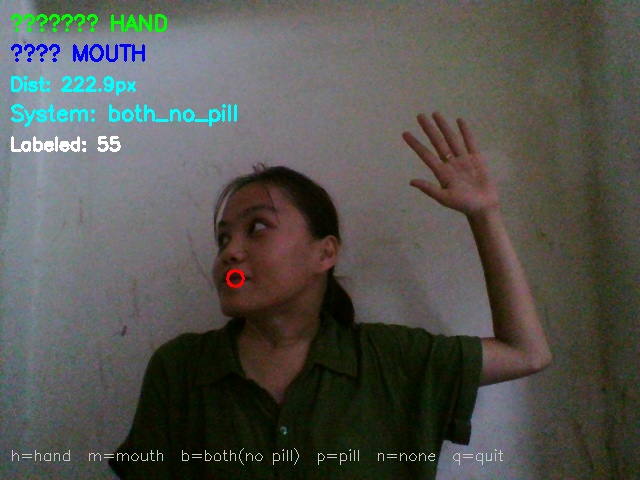 ??????? HAND
???? MOUTH
Dist: 222.9px
System: both_no_pill
Labeled: 55
h=hand m=mouth b=both(no pill) p=pill n=none q=quit